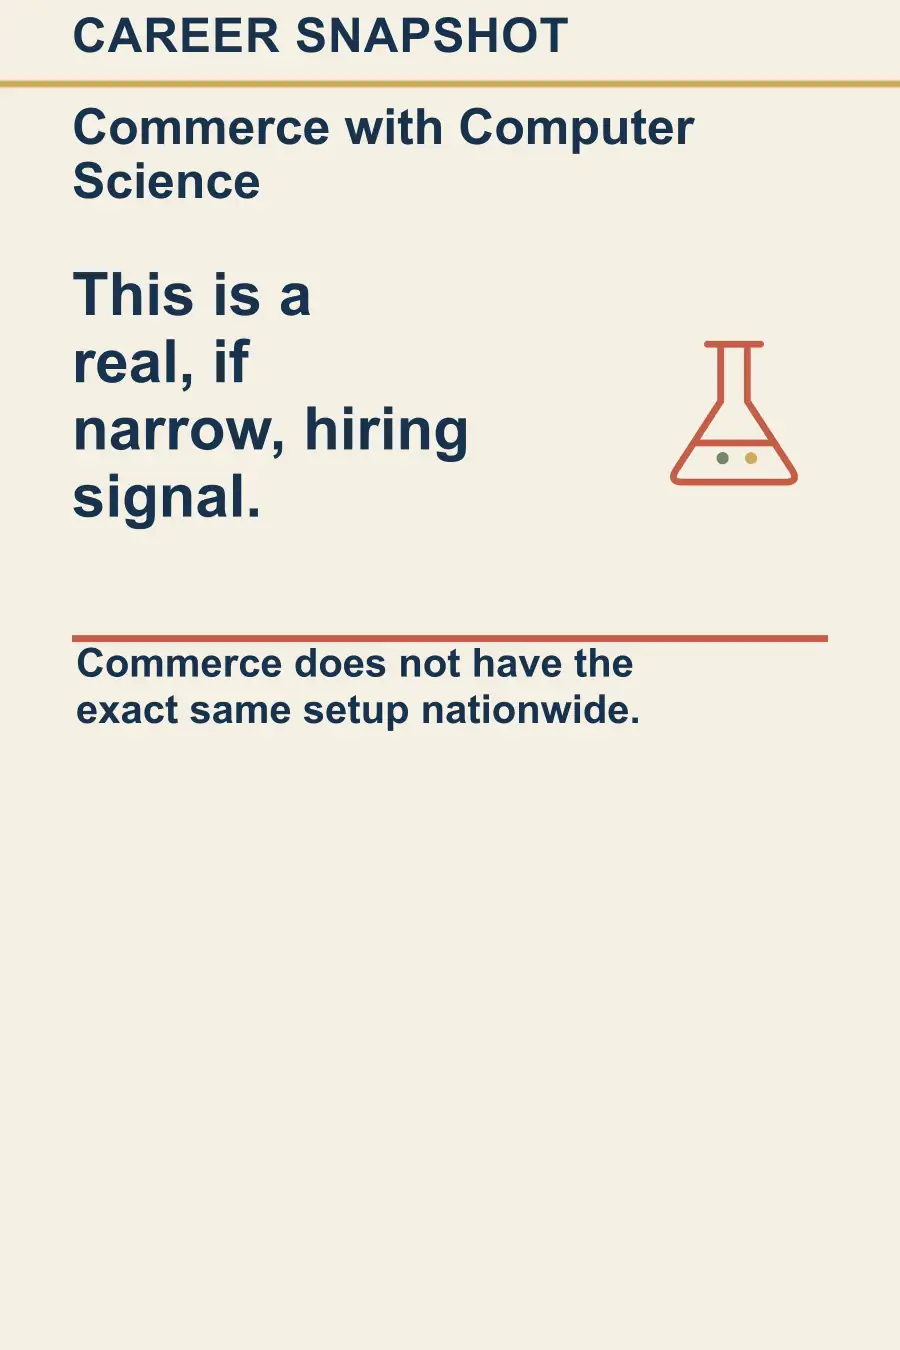 CAREER SNAPSHOT
Commerce with Computer
Science
This is a
real, if
narrow, hiring
signal.
Commerce does not have the
exact same setup nationwide.